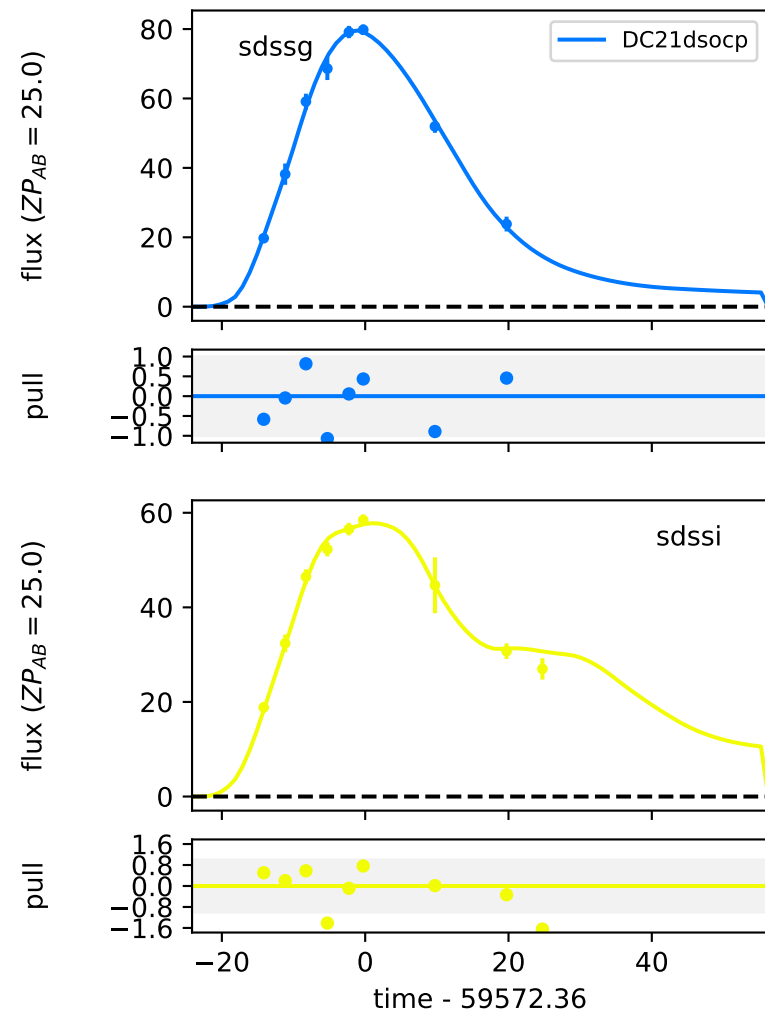 80
60
40
20
0
flux (ZP_AB = 25.0)
sdssg
DC21dsocp
1.0
0.5
0.0
−0.5
−1.0
pull
60
40
20
0
flux (ZP_AB = 25.0)
sdssi
1.6
0.8
0.0
−0.8
−1.6
pull
−20 0 20 40
time - 59572.36